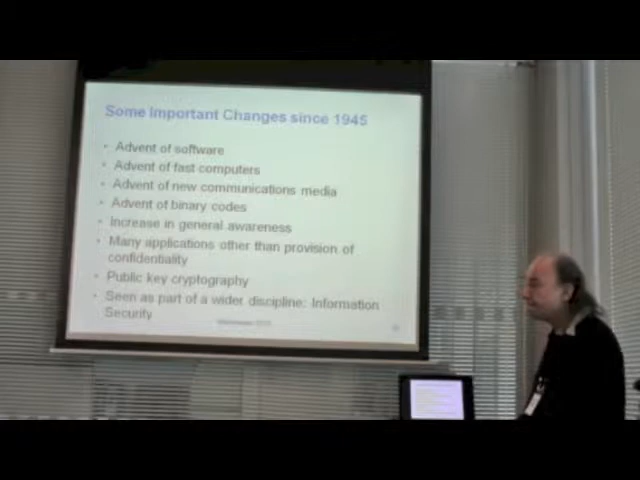 Some Important Changes since 1945
• Advent of software
• Advent of fast computers
• Advent of new communications media
• Advent of binary codes
• Increase in general awareness
• Many applications other than provision of
confidentiality
• Public key cryptography
• Seen as part of a wider discipline: Information
Security